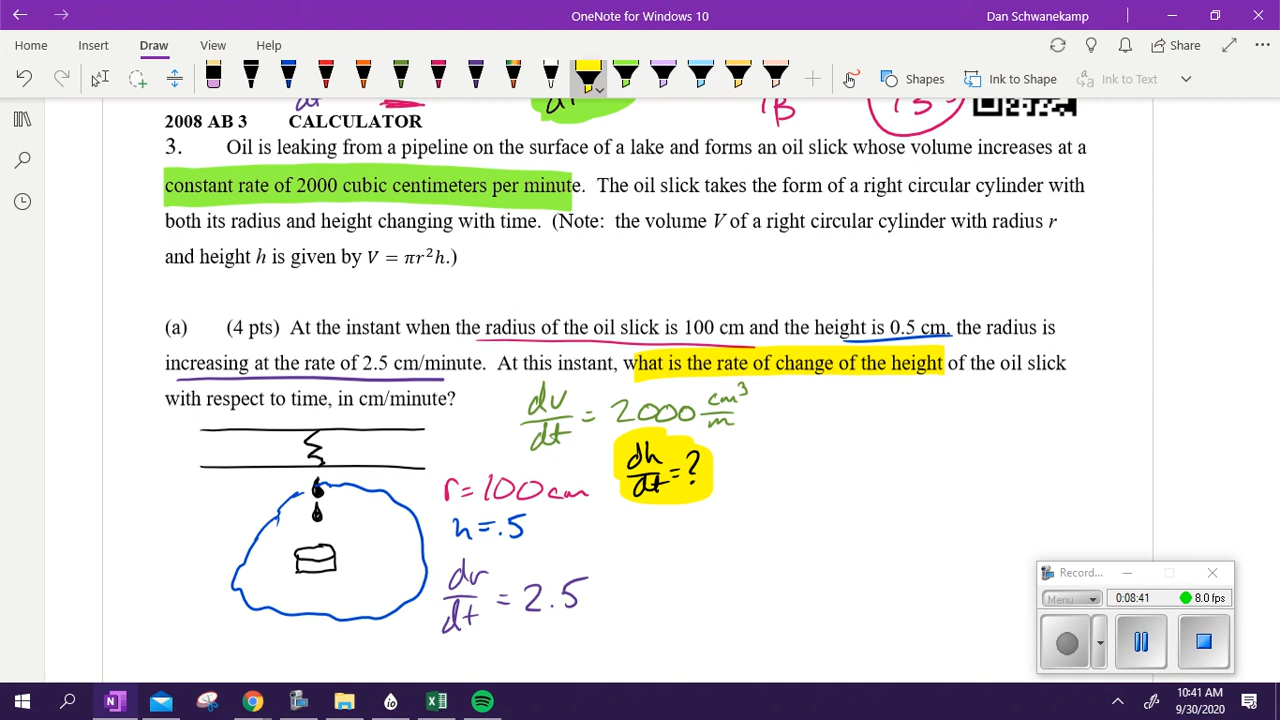 OneNote for Windows 10
Dan Schwanekamp
Home Insert Draw View Help
Share
Shapes
Ink to Shape
Ink to Text
dt
2008 AB 3 CALCULATOR
3. Oil is leaking from a pipeline on the surface of a lake and forms an oil slick whose volume increases at a
constant rate of 2000 cubic centimeters per minute. The oil slick takes the form of a right circular cylinder with
both its radius and height changing with time. (Note: the volume V of a right circular cylinder with radius r
and height h is given by V = πr²h.)
(a) (4 pts) At the instant when the radius of the oil slick is 100 cm and the height is 0.5 cm, the radius is
increasing at the rate of 2.5 cm/minute. At this instant, what is the rate of change of the height of the oil slick
with respect to time, in cm/minute?
dv/dt = 2000 cm³/m
dh/dt = ?
r = 100cm
h = .5
dr/dt = 2.5
Record...
Menu
0:08:41
8.0 fps
10:41 AM
9/30/2020